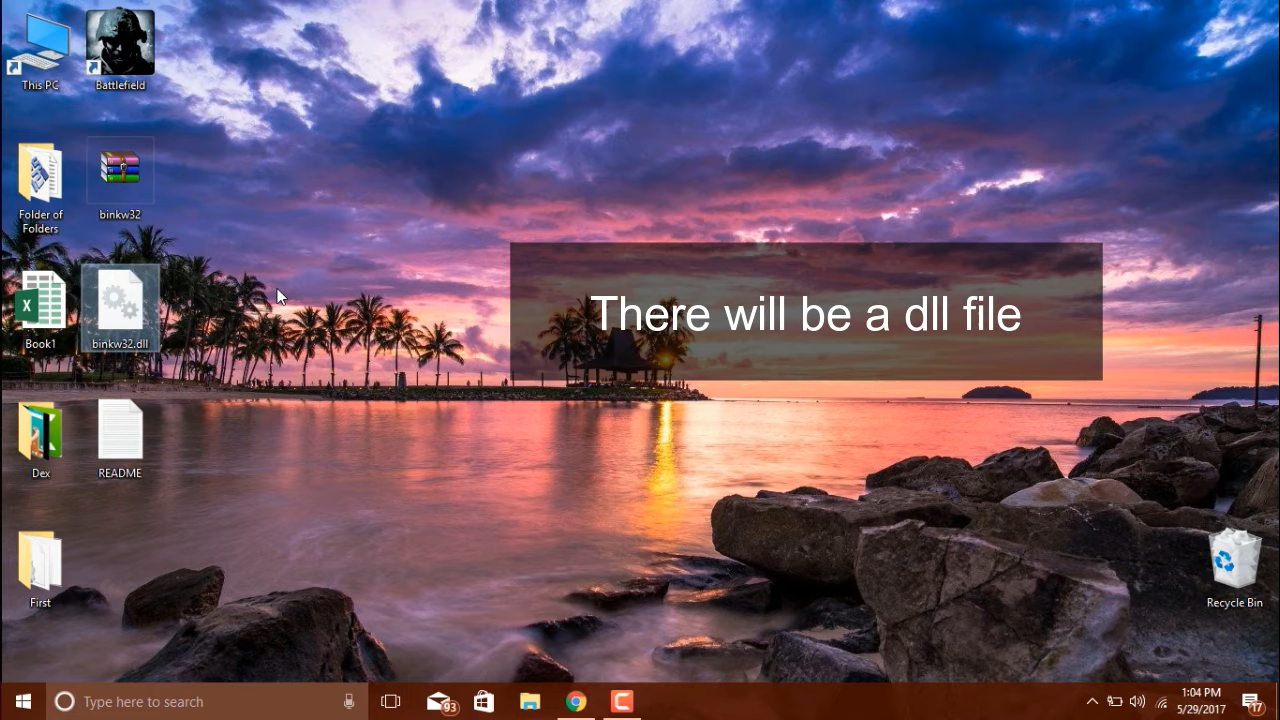 This PC
Battlefield
Folder of
Folders
binkw32
Book1
binkw32.dll
There will be a dll file
Dex
README
First
Recycle Bin
Type here to search
93
1:04 PM
5/29/2017
17